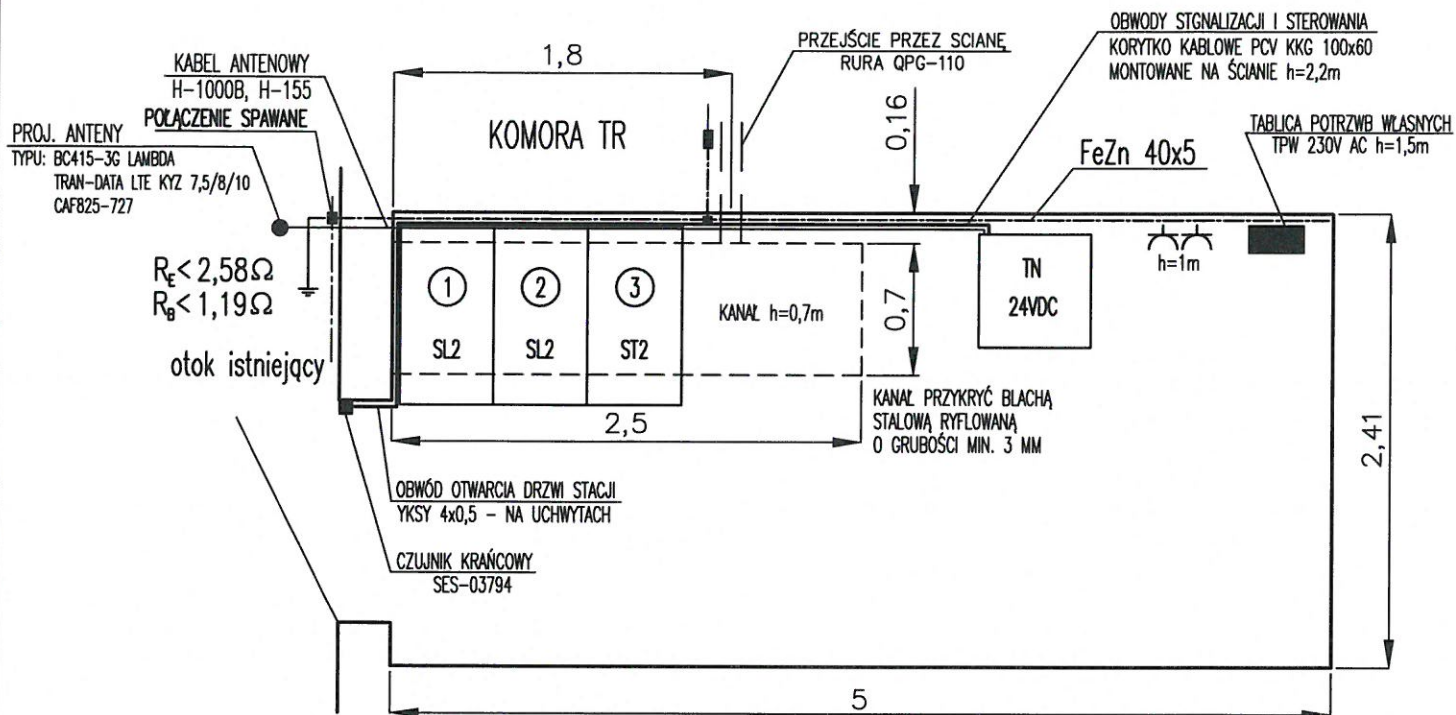 OBWODY STGNALIZACJI I STEROWANIA
KORYTKO KABLOWE PCV KKG 100x60
MONTOWANE NA ŚCIANIE h=2,2m
PRZEJŚCIE PRZEZ SCIANĘ
RURA QPG-110
KABEL ANTENOWY
H-1000B, H-155
1,8
POŁĄCZENIE SPAWANE
PROJ. ANTENY
TYPU: BC415-3G LAMBDA
TRAN-DATA LTE KYZ 7,5/8/10
CAF825-727
KOMORA TR
0,16
FeZn 40x5
TABLICA POTRZWB WŁASNYCH
TPW 230V AC h=1,5m
RE<2,58Ω
RB<1,19Ω
otok istniejący
1
SL2
2
SL2
3
ST2
KANAŁ h=0,7m
0,7
TN
24VDC
h=1m
2,41
KANAŁ PRZYKRYĆ BLACHĄ
STALOWĄ RYFLOWANĄ
O GRUBOŚCI MIN. 3 MM
2,5
OBWÓD OTWARCIA DRZWI STACJI
YKSY 4x0,5 - NA UCHWYTACH
CZUJNIK KRAŃCOWY
SES-03794
5